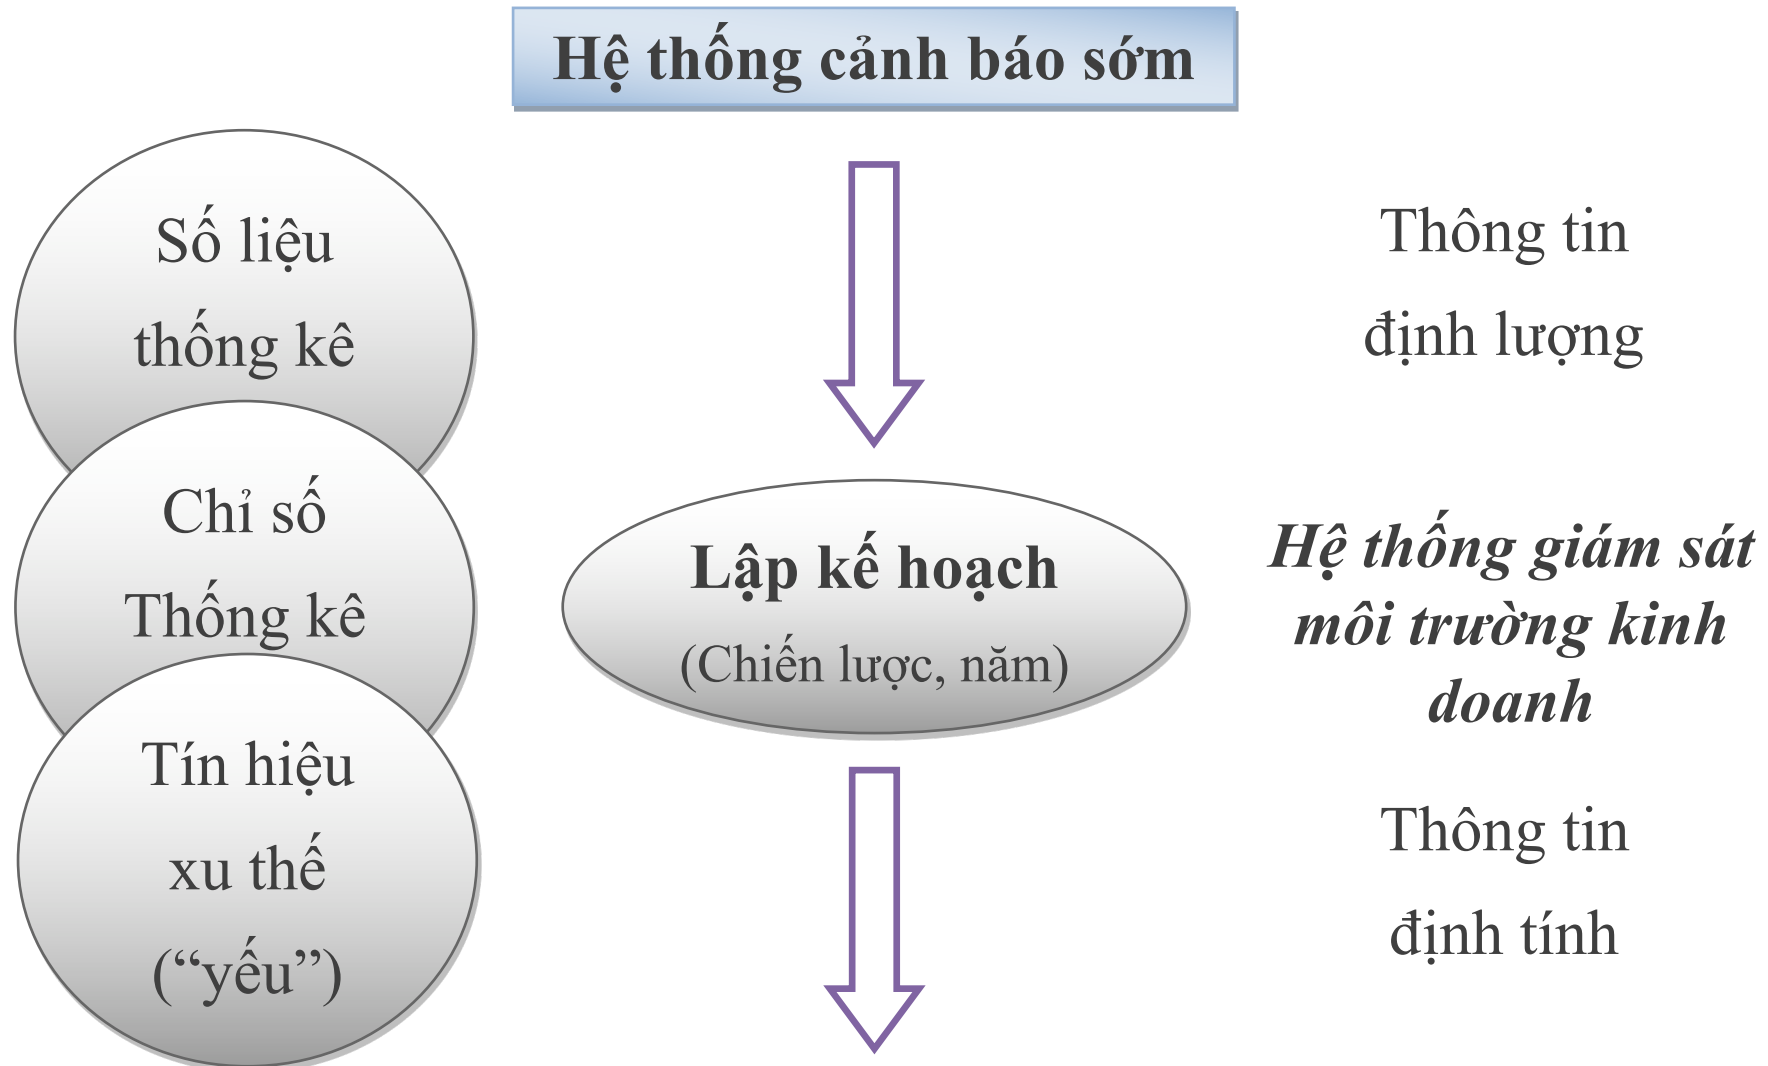 Hệ thống cảnh báo sớm
Số liệu
thống kê
Chỉ số
Thống kê
Tín hiệu
xu thế
(“yếu”)
Lập kế hoạch
(Chiến lược, năm)
Thông tin
định lượng
Hệ thống giám sát
môi trường kinh
doanh
Thông tin
định tính